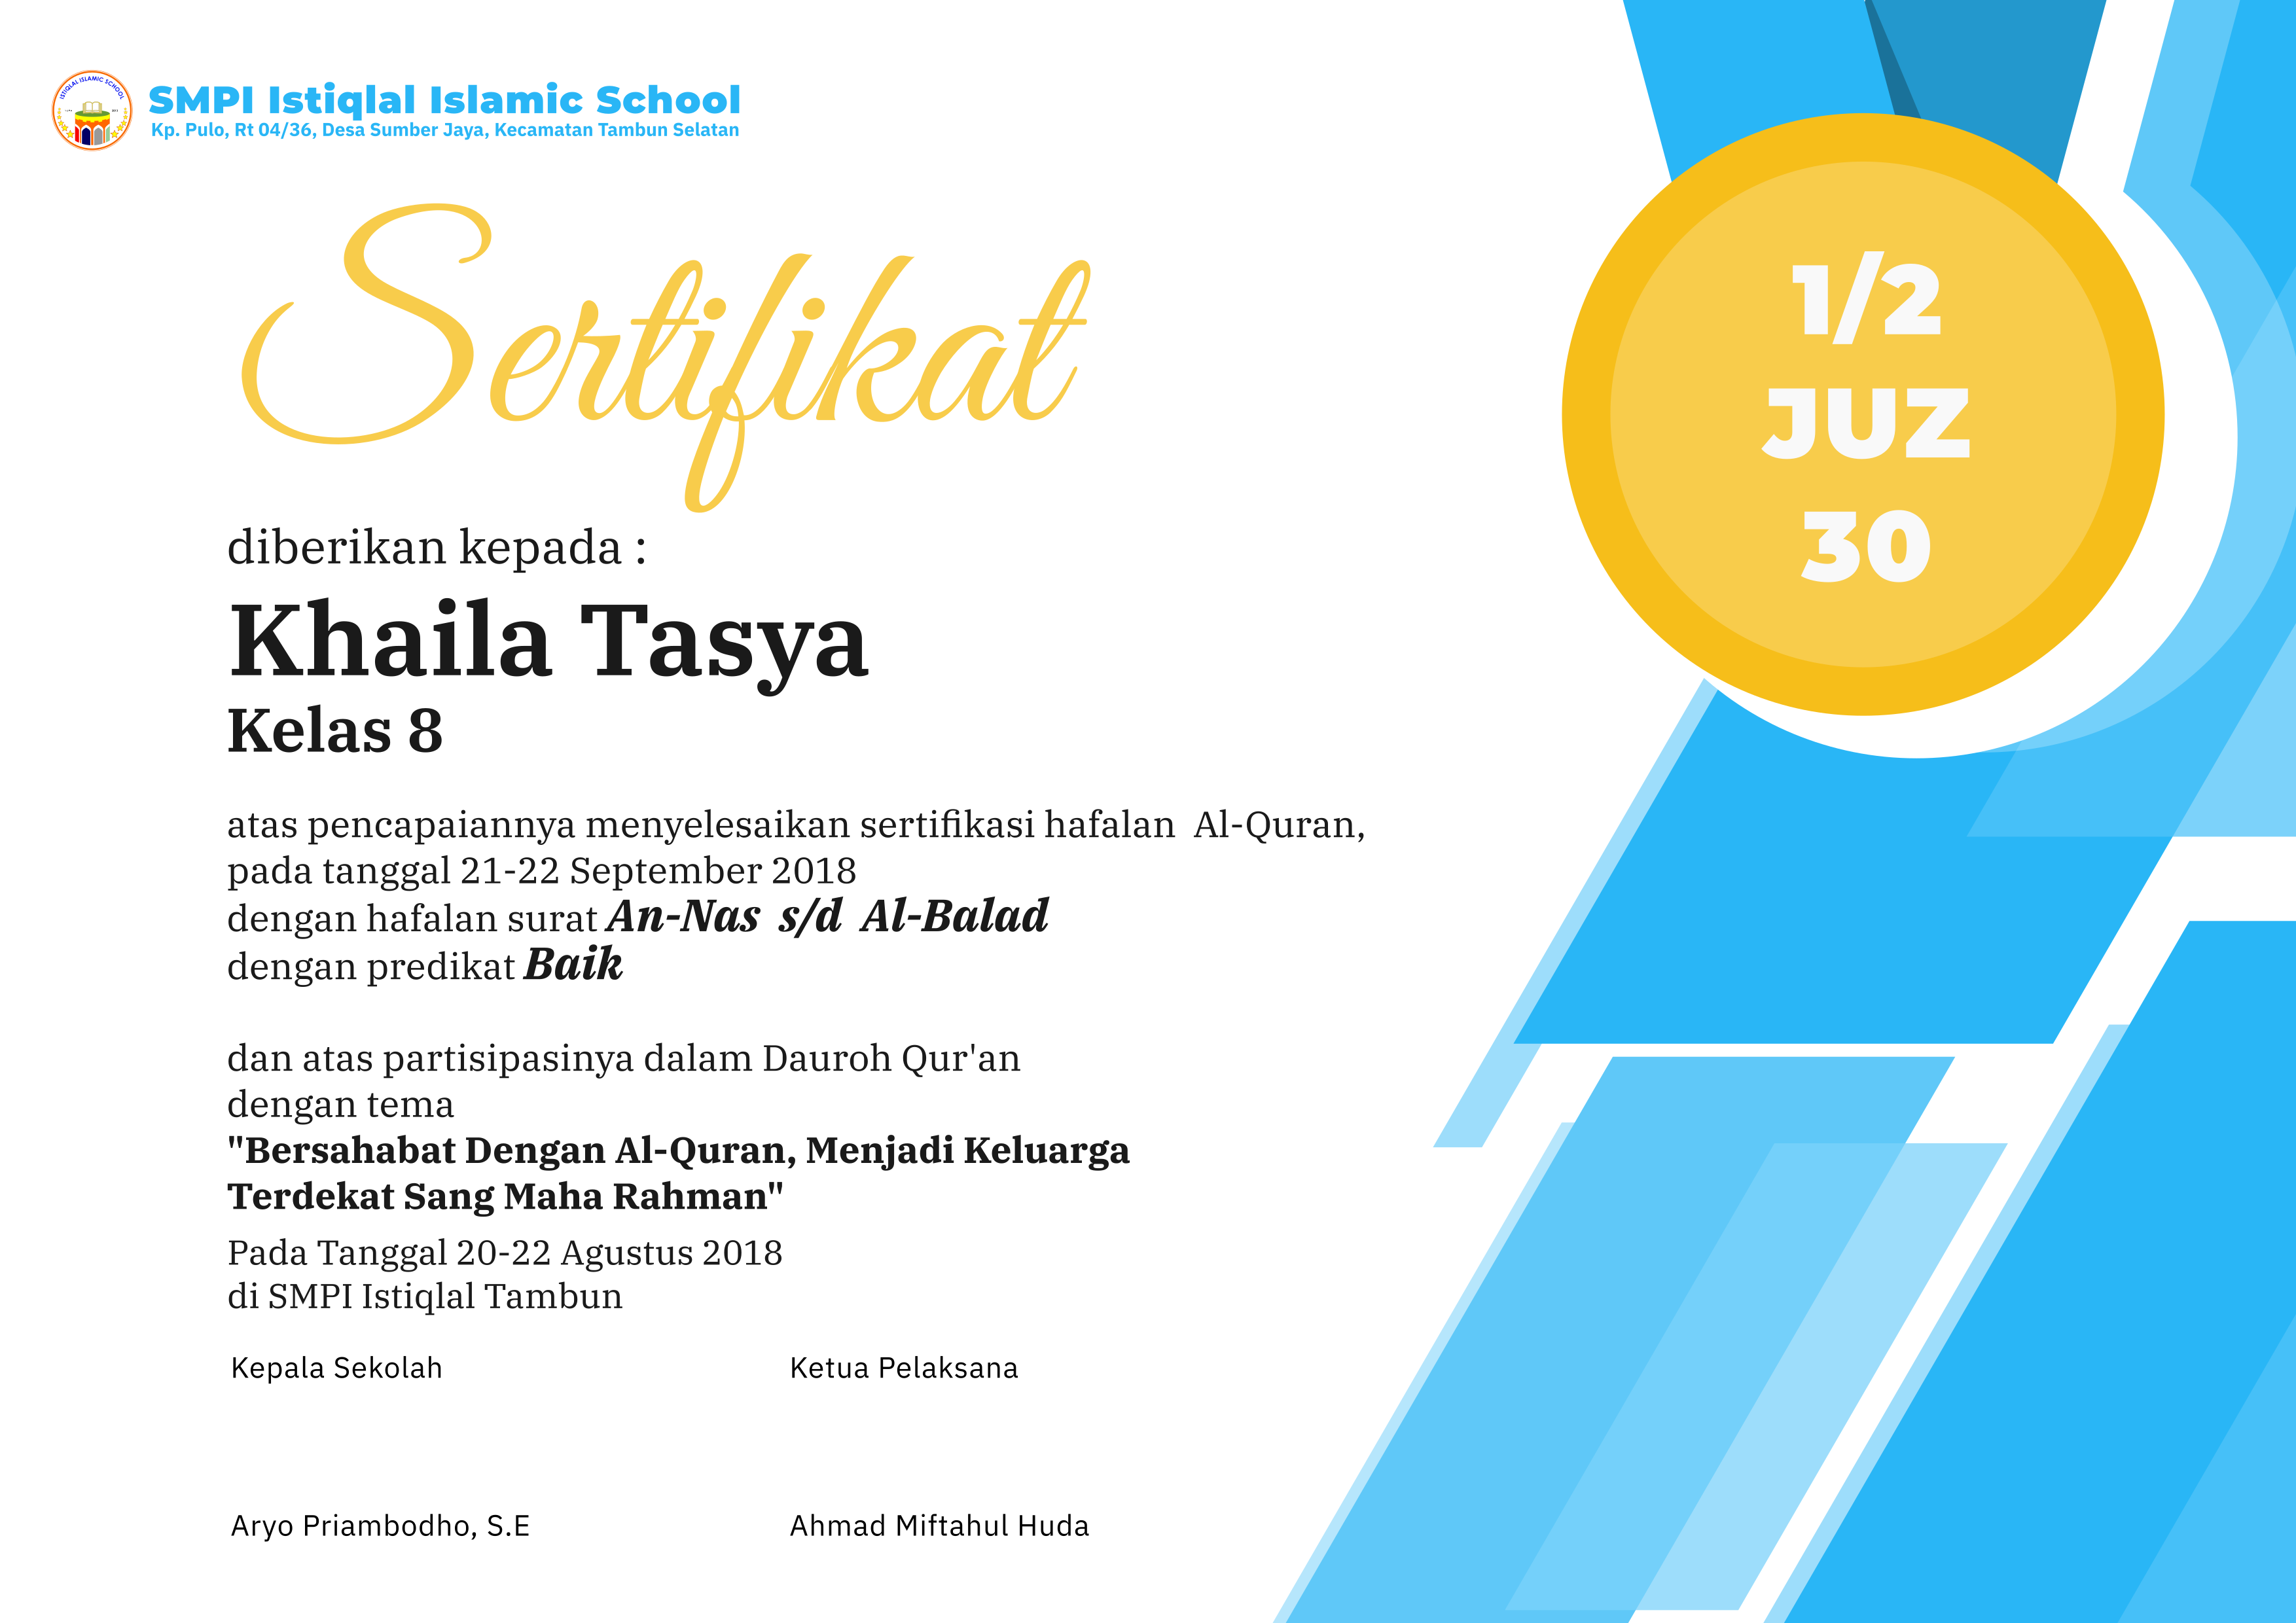 ISTIQLAL ISLAMIC SCHOOL
SMPI Istiqlal Islamic School
Kp. Pulo, Rt 04/36, Desa Sumber Jaya, Kecamatan Tambun Selatan
Sertifikat
1/2
JUZ
30
diberikan kepada :
Khaila Tasya
Kelas 8
atas pencapaiannya menyelesaikan sertifikasi hafalan Al-Quran,
pada tanggal 21-22 September 2018
dengan hafalan surat An-Nas s/d Al-Balad
dengan predikat Baik
dan atas partisipasinya dalam Dauroh Qur'an
dengan tema
"Bersahabat Dengan Al-Quran, Menjadi Keluarga
Terdekat Sang Maha Rahman"
Pada Tanggal 20-22 Agustus 2018
di SMPI Istiqlal Tambun
Kepala Sekolah
Ketua Pelaksana
Aryo Priambodho, S.E
Ahmad Miftahul Huda